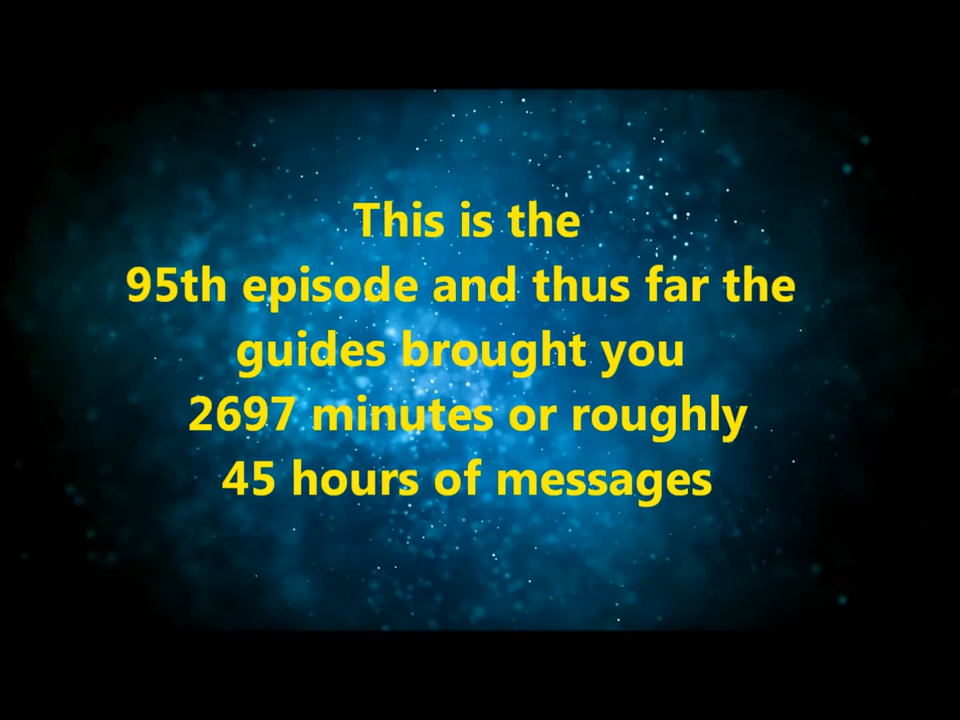 This is the
95th episode and thus far the
guides brought you
2697 minutes or roughly
45 hours of messages